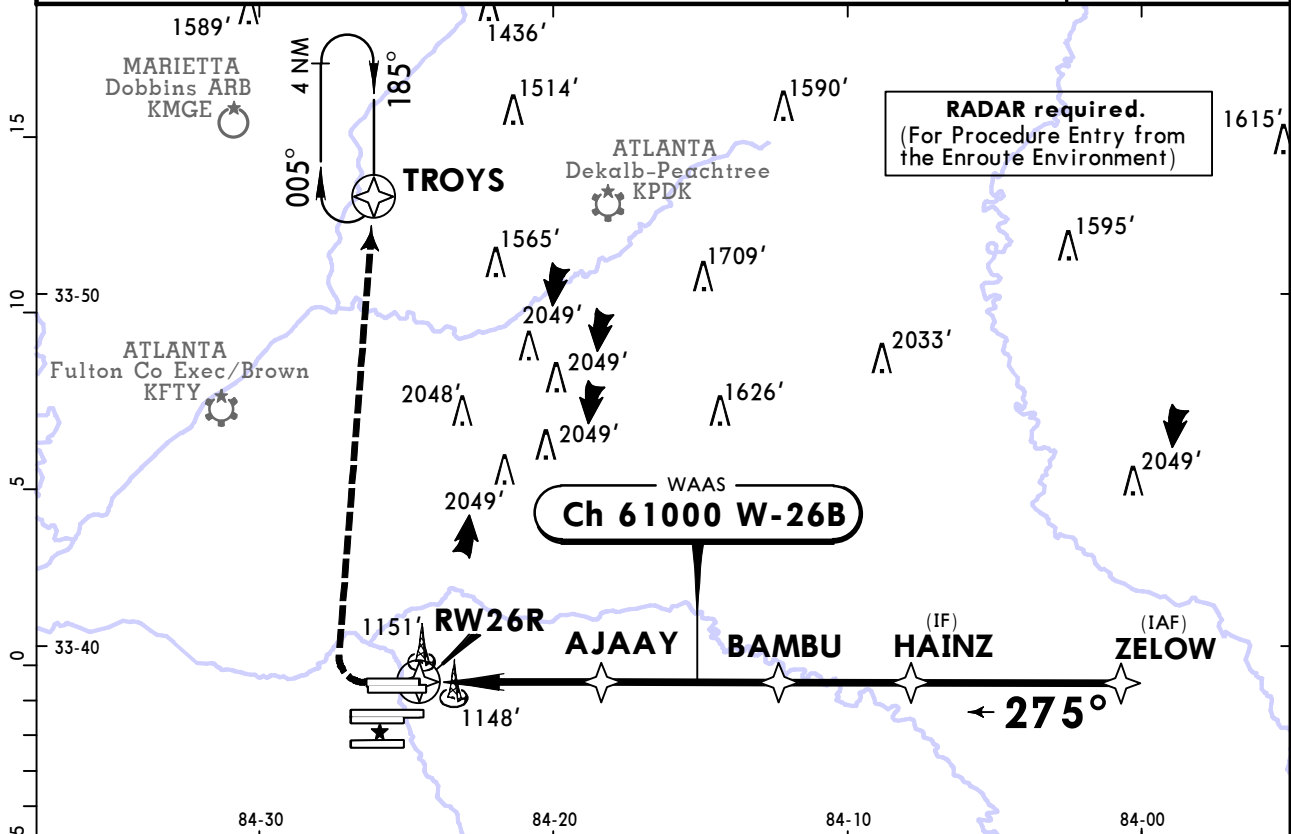 1589'
1436'
MARIETTA
Dobbins ARB
KMGE
4 NM
185°
005°
TROYS
1514'
1590'
RADAR required.
(For Procedure Entry from
the Enroute Environment)
1615'
15
ATLANTA
Dekalb-Peachtree
KPDK
1565'
1709'
1595'
10
33-50
2049'
2049'
2033'
ATLANTA
Fulton Co Exec/Brown
KFTY
2048'
1626'
2049'
2049'
5
2049'
WAAS
Ch 61000 W-26B
0
33-40
1151'
RW26R
AJAAY
BAMBU
(IF)
HAINZ
(IAF)
ZELOW
275°
1148'
5
84-30
84-20
84-10
84-00